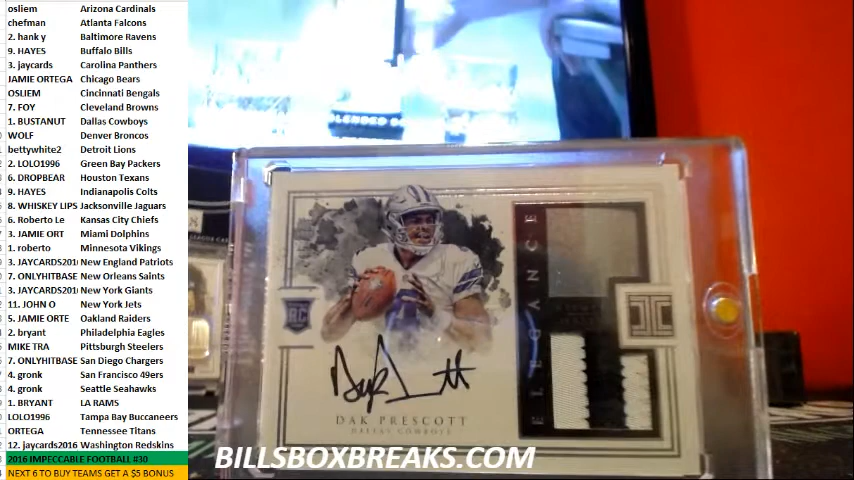 osliem Arizona Cardinals
chefman Atlanta Falcons
2. hank y Baltimore Ravens
9. HAYES Buffalo Bills
3. jaycards Carolina Panthers
JAMIE ORTEGA Chicago Bears
OSLIEM Cincinnati Bengals
7. FOY Cleveland Browns
1. BUSTANUT Dallas Cowboys
WOLF Denver Broncos
bettywhite2 Detroit Lions
2. LOLO1996 Green Bay Packers
6. DROPBEAR Houston Texans
9. HAYES Indianapolis Colts
8. WHISKEY LIPS Jacksonville Jaguars
6. Roberto Le Kansas City Chiefs
3. JAMIE ORT Miami Dolphins
1. roberto Minnesota Vikings
3. JAYCARDS201 New England Patriots
7. ONLYHITBASE New Orleans Saints
3. JAYCARDS201 New York Giants
11. JOHN O New York Jets
5. JAMIE ORTE Oakland Raiders
2. bryant Philadelphia Eagles
MIKE TRA Pittsburgh Steelers
7. ONLYHITBASE San Diego Chargers
4. gronk San Francisco 49ers
4. gronk Seattle Seahawks
1. BRYANT LA RAMS
LOLO1996 Tampa Bay Buccaneers
ORTEGA Tennessee Titans
12. jaycards2016 Washington Redskins
2016 IMPECCABLE FOOTBALL #30
NEXT 6 TO BUY TEAMS GET A $5 BONUS
ELEGANCE
RC
DAK PRESCOTT
DALLAS COWBOYS
BILLSBOXBREAKS.COM